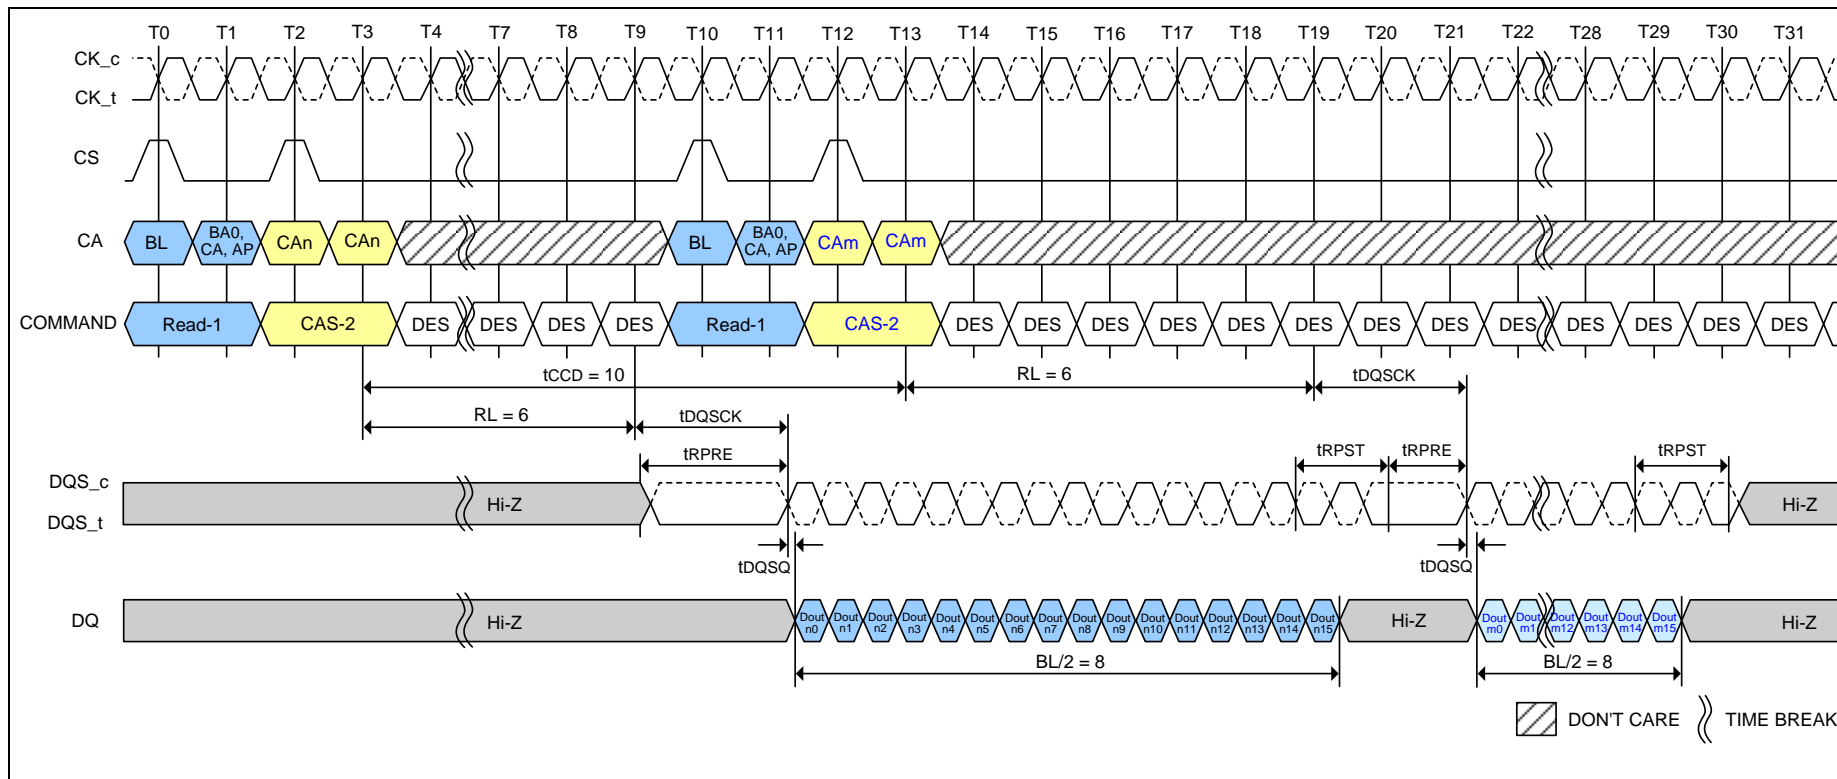 T0 T1 T2 T3 T4 T7 T8 T9 T10 T11 T12 T13 T14 T15 T16 T17 T18 T19 T20 T21 T22 T28 T29 T30 T31
CK_c
CK_t
CS
CA BL BA0, CA, AP CAn CAn BL BA0, CA, AP CAm CAm
COMMAND Read-1 CAS-2 DES DES DES DES Read-1 CAS-2 DES DES DES DES DES DES DES DES DES DES DES DES DES
tCCD = 10 RL = 6 tDQSCK
RL = 6 tDQSCK
tRPRE tRPST tRPRE tRPST
DQS_c
Hi-Z Hi-Z
DQS_t
tDQSQ tDQSQ
DQ Hi-Z Dout n0 Dout n1 Dout n2 Dout n3 Dout n4 Dout n5 Dout n6 Dout n7 Dout n8 Dout n9 Dout n10 Dout n11 Dout n12 Dout n13 Dout n14 Dout n15 Hi-Z Dout m0 Dout m1 Dout m12 Dout m13 Dout m14 Dout m15 Hi-Z
BL/2 = 8 BL/2 = 8
DON'T CARE TIME BREAK